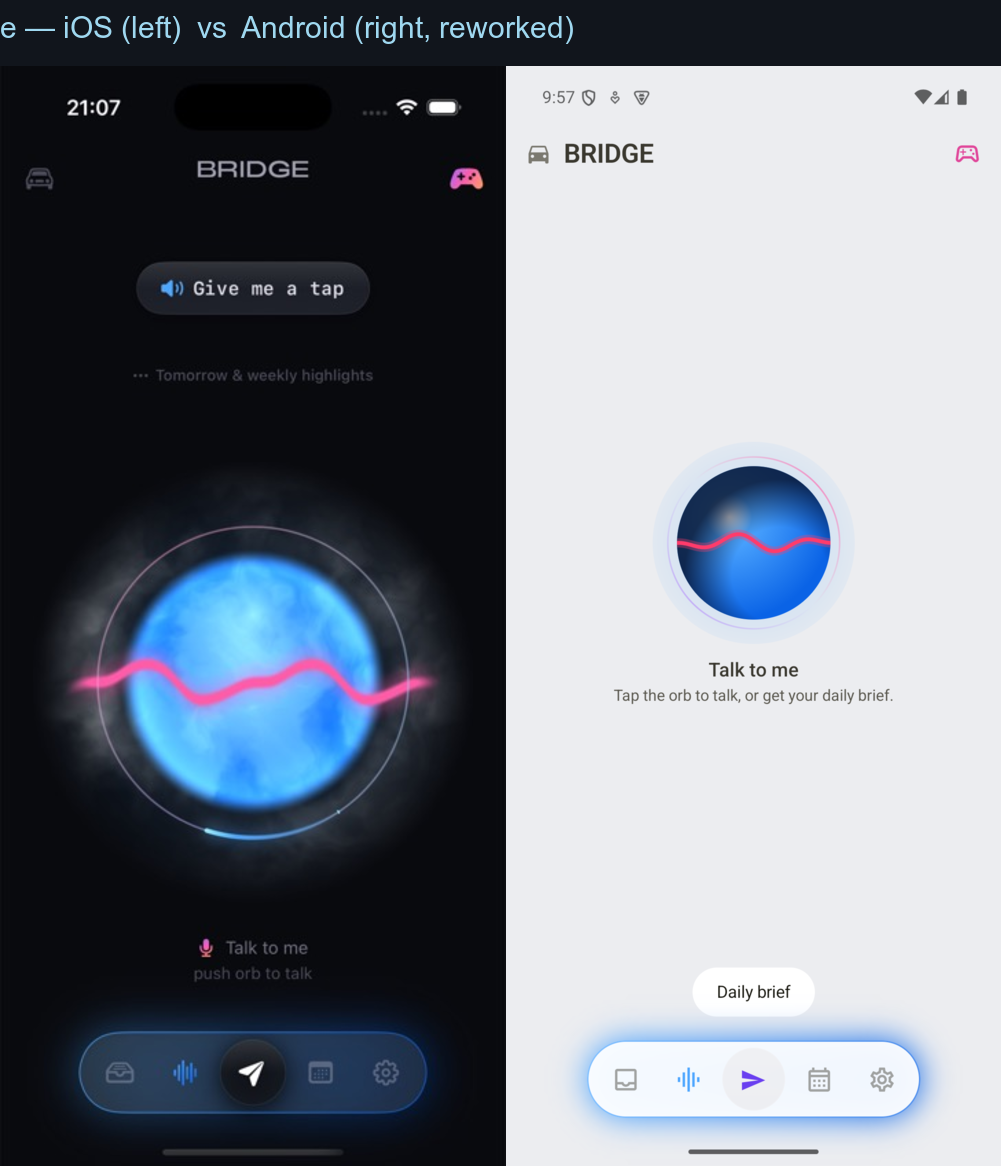 e — iOS (left) vs Android (right, reworked)
21:07
BRIDGE
Give me a tap
··· Tomorrow & weekly highlights
Talk to me
push orb to talk
9:57
BRIDGE
Talk to me
Tap the orb to talk, or get your daily brief.
Daily brief